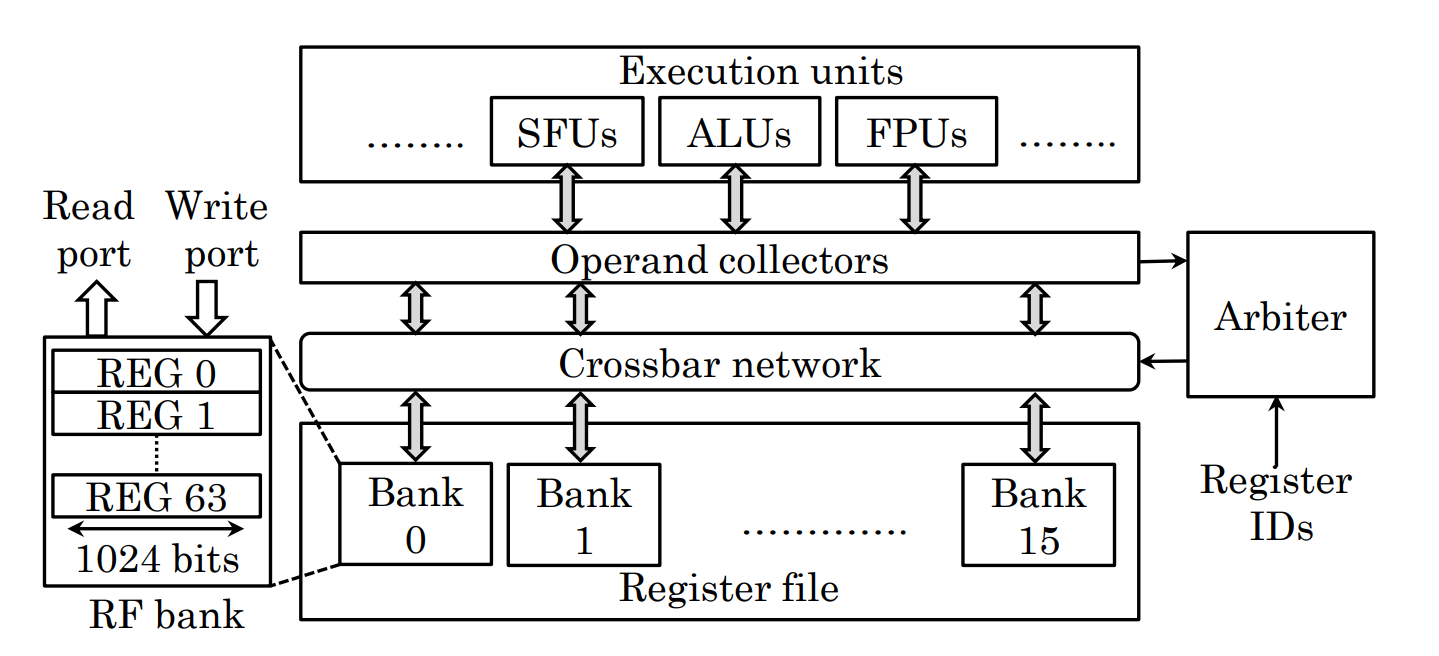 Execution units
........ SFUs ALUs FPUs ........
Read Write
port port
Operand collectors
Arbiter
Crossbar network
REG 0
REG 1
REG 63
1024 bits
RF bank
Bank Bank Bank
0 1 ............. 15
Register file
Register
IDs